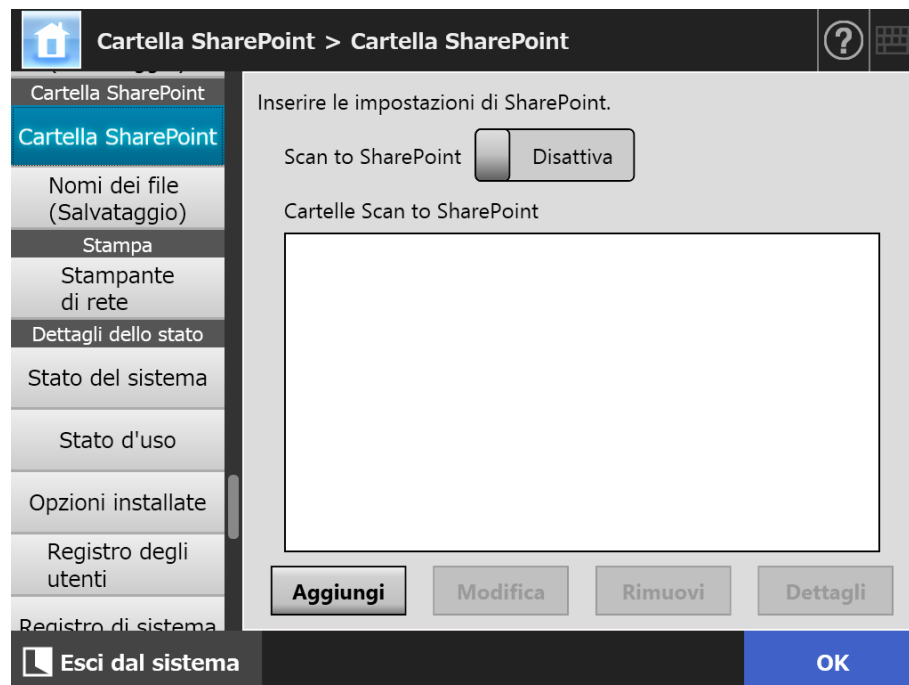 Cartella SharePoint > Cartella SharePoint
?
Cartella SharePoint
Cartella SharePoint
Nomi dei file
(Salvataggio)
Stampa
Stampante
di rete
Dettagli dello stato
Stato del sistema
Stato d'uso
Opzioni installate
Registro degli
utenti
Registro di sistema
Inserire le impostazioni di SharePoint.
Scan to SharePoint
Disattiva
Cartelle Scan to SharePoint
Aggiungi
Modifica
Rimuovi
Dettagli
Esci dal sistema
OK